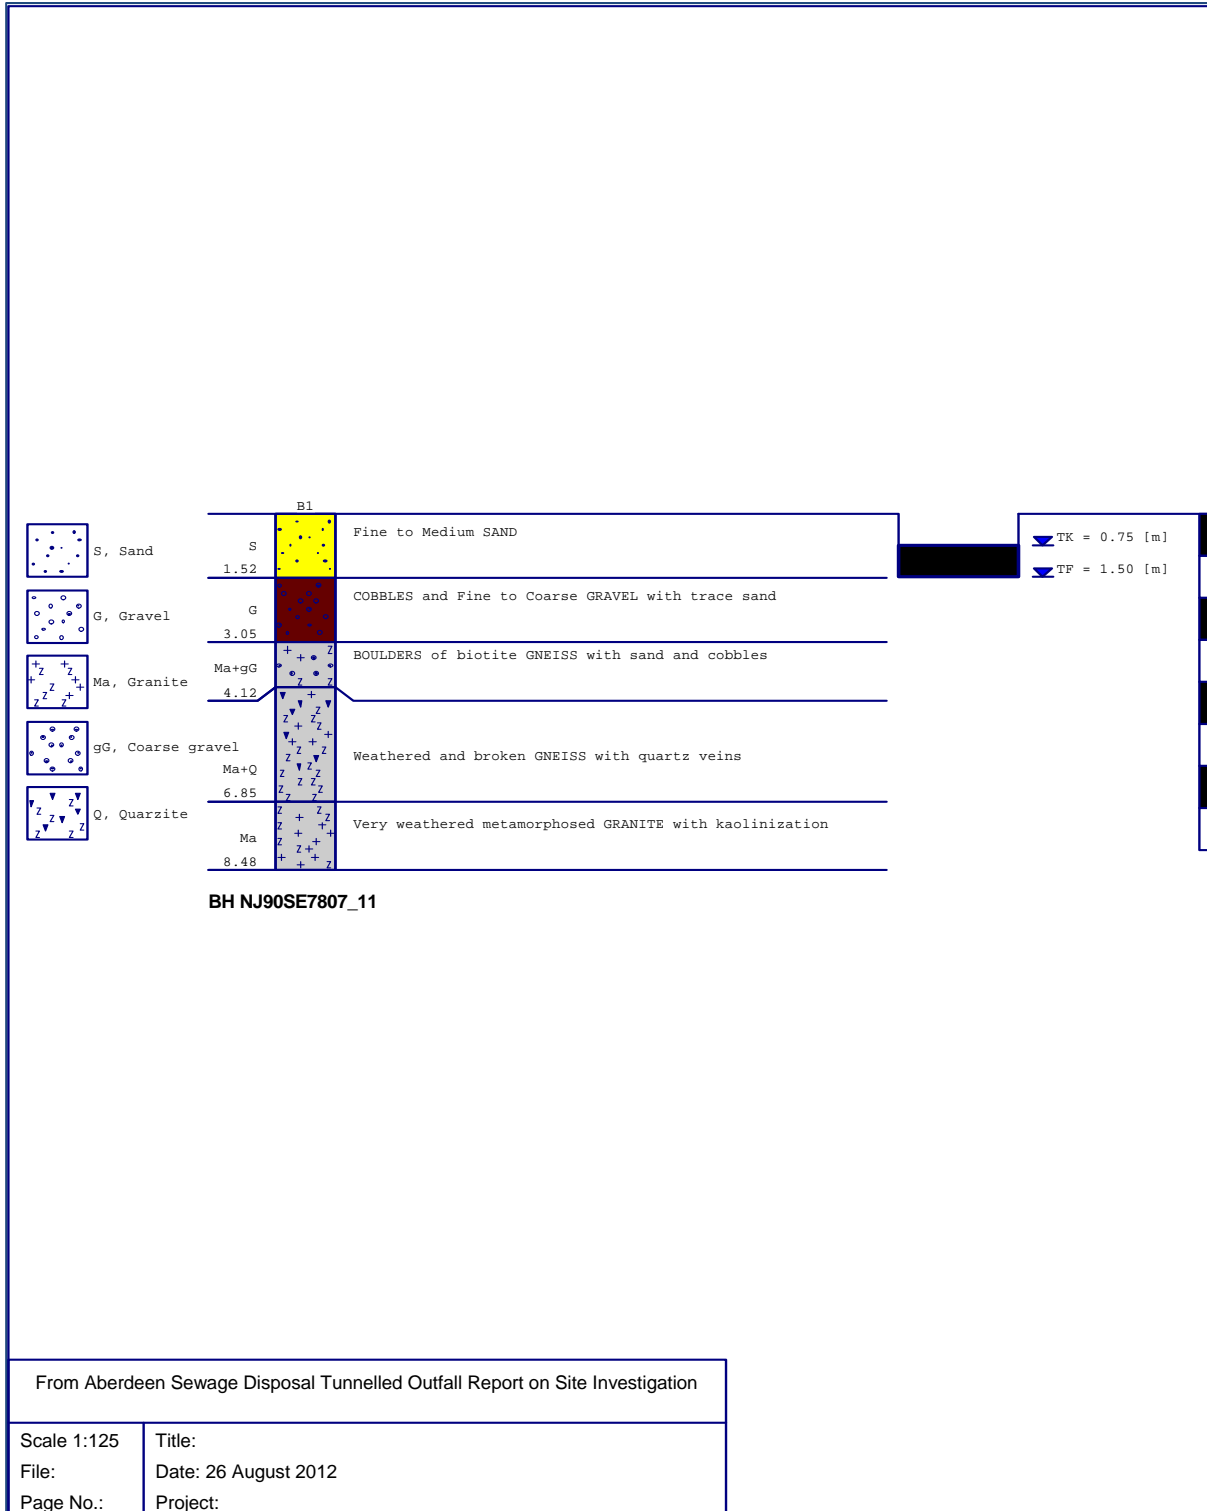 B1
S, Sand
G, Gravel
Ma, Granite
gG, Coarse gravel
Q, Quarzite
S
1.52
Fine to Medium SAND
G
3.05
COBBLES and Fine to Coarse GRAVEL with trace sand
Ma+gG
4.12
BOULDERS of biotite GNEISS with sand and cobbles
Ma+Q
6.85
Weathered and broken GNEISS with quartz veins
Ma
8.48
Very weathered metamorphosed GRANITE with kaolinization
TK = 0.75 [m]
TF = 1.50 [m]
BH NJ90SE7807_11
From Aberdeen Sewage Disposal Tunnelled Outfall Report on Site Investigation
Scale 1:125
Title:
File:
Date: 26 August 2012
Page No.:
Project: